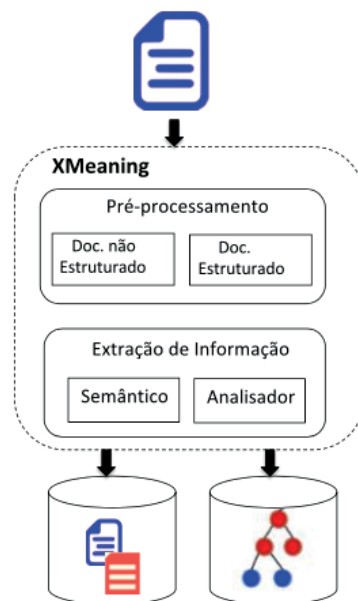 XMeaning
Pré-processamento
Doc. não
Estruturado
Doc.
Estruturado
Extração de Informação
Semântico
Analisador